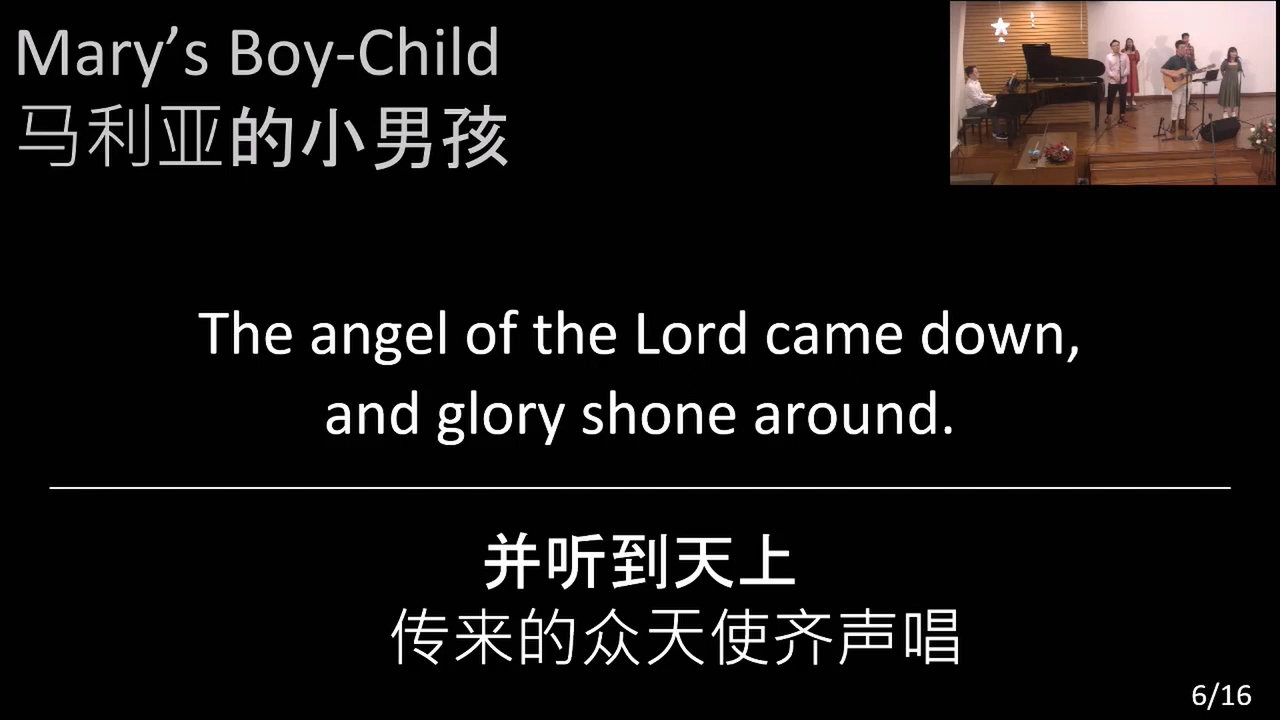 Mary’s Boy-Child
马利亚的小男孩
The angel of the Lord came down,
and glory shone around.
并听到天上
传来的众天使齐声唱
6/16